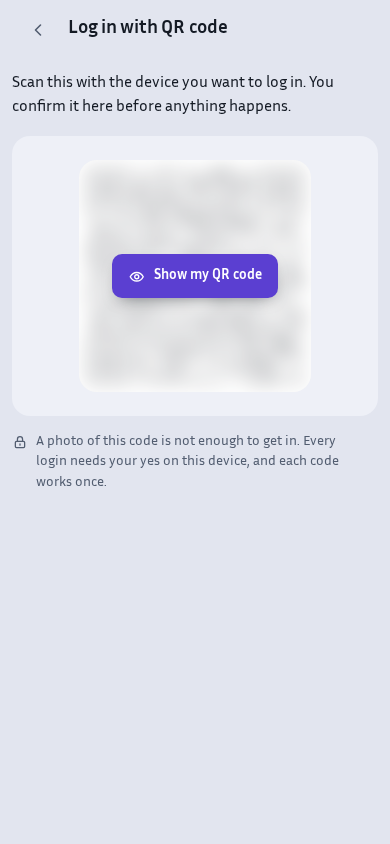 Log in with QR code
Scan this with the device you want to log in. You
confirm it here before anything happens.
Show my QR code
A photo of this code is not enough to get in. Every
login needs your yes on this device, and each code
works once.